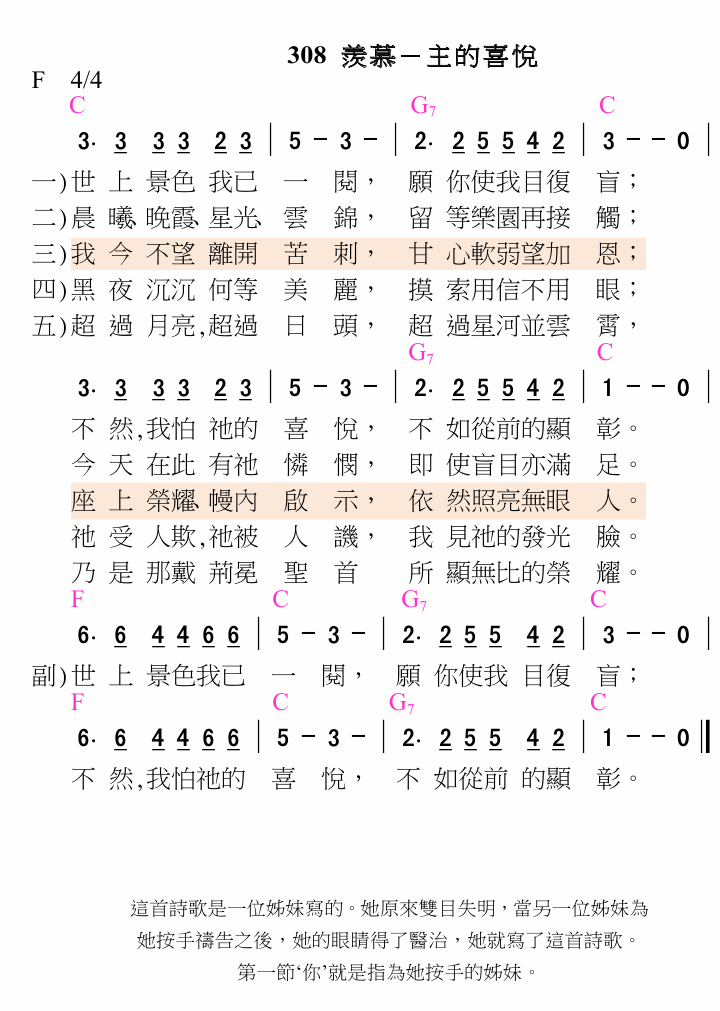 308 羨慕－主的喜悅
F 4/4
C G7 C
3· 3 3 3 2 3 | 5 － 3 － | 2· 2 5 5 4 2 | 3 － － 0 |
一)世 上 景色 我已 一 閱， 願 你使我目復 盲；
二)晨 曦、晚霞、星光、雲 錦， 留 等樂園再接 觸；
三)我 今 不望 離開 苦 刺， 甘 心軟弱望加 恩；
四)黑 夜 沉沉 何等 美 麗， 摸 索用信不用 眼；
五)超 過 月亮,超過 日 頭， 超 過星河並雲 霄，
G7 C
3· 3 3 3 2 3 | 5 － 3 － | 2· 2 5 5 4 2 | 1 － － 0 |
不 然,我怕 祂的 喜 悅， 不 如從前的顯 彰。
今 天 在此 有祂 憐 憫， 即 使盲目亦滿 足。
座 上 榮耀、幔內 啟 示， 依 然照亮無眼 人。
祂 受 人欺,祂被 人 譏， 我 見祂的發光 臉。
乃 是 那戴 荊冕 聖 首 所 顯無比的榮 耀。
F C G7 C
6· 6 4 4 6 6 | 5 － 3 － | 2· 2 5 5 4 2 | 3 － － 0 |
副)世 上 景色我已 一 閱， 願 你使我 目復 盲；
F C G7 C
6· 6 4 4 6 6 | 5 － 3 － | 2· 2 5 5 4 2 | 1 － － 0 ‖
不 然,我怕祂的 喜 悅， 不 如從前 的顯 彰。
這首詩歌是一位姊妹寫的。她原來雙目失明，當另一位姊妹為
她按手禱告之後，她的眼睛得了醫治，她就寫了這首詩歌。
第一節‘你’就是指為她按手的姊妹。